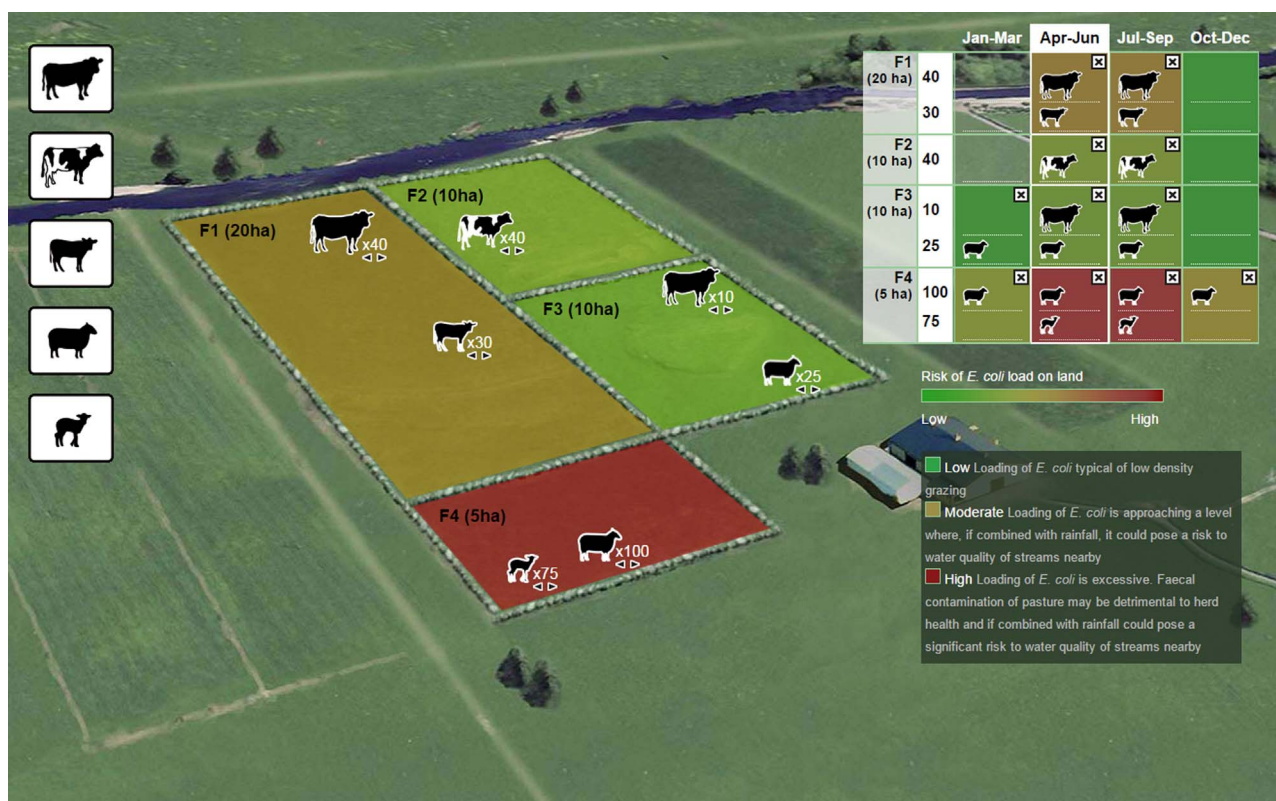 Jan-Mar Apr-Jun Jul-Sep Oct-Dec
F1
(20 ha) 40
30
F2
(10 ha) 40
F3
(10 ha) 10
25
F4
(5 ha) 100
75
F1 (20ha)
x40
F2 (10ha)
x40
x30
F3 (10ha)
x10
x25
F4 (5ha)
x75
x100
Risk of E. coli load on land
Low High
Low Loading of E. coli typical of low density
grazing
Moderate Loading of E. coli is approaching a level
where, if combined with rainfall, it could pose a risk to
water quality of streams nearby
High Loading of E. coli is excessive. Faecal
contamination of pasture may be detrimental to herd
health and if combined with rainfall could pose a
significant risk to water quality of streams nearby